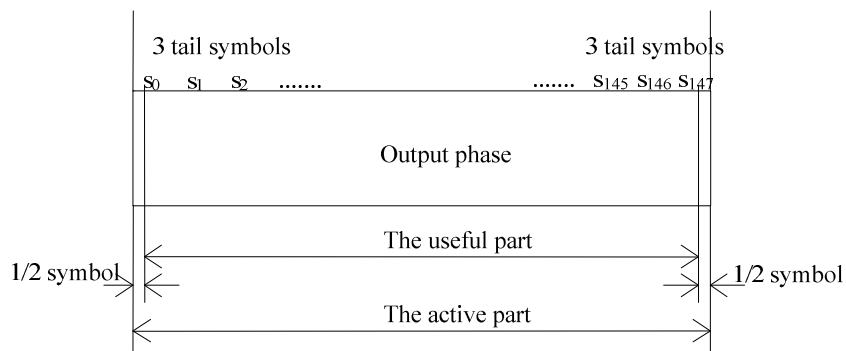 3 tail symbols 3 tail symbols
s0 s1 s2 ....... ....... s145 s146 s147
Output phase
The useful part
1/2 symbol 1/2 symbol
The active part